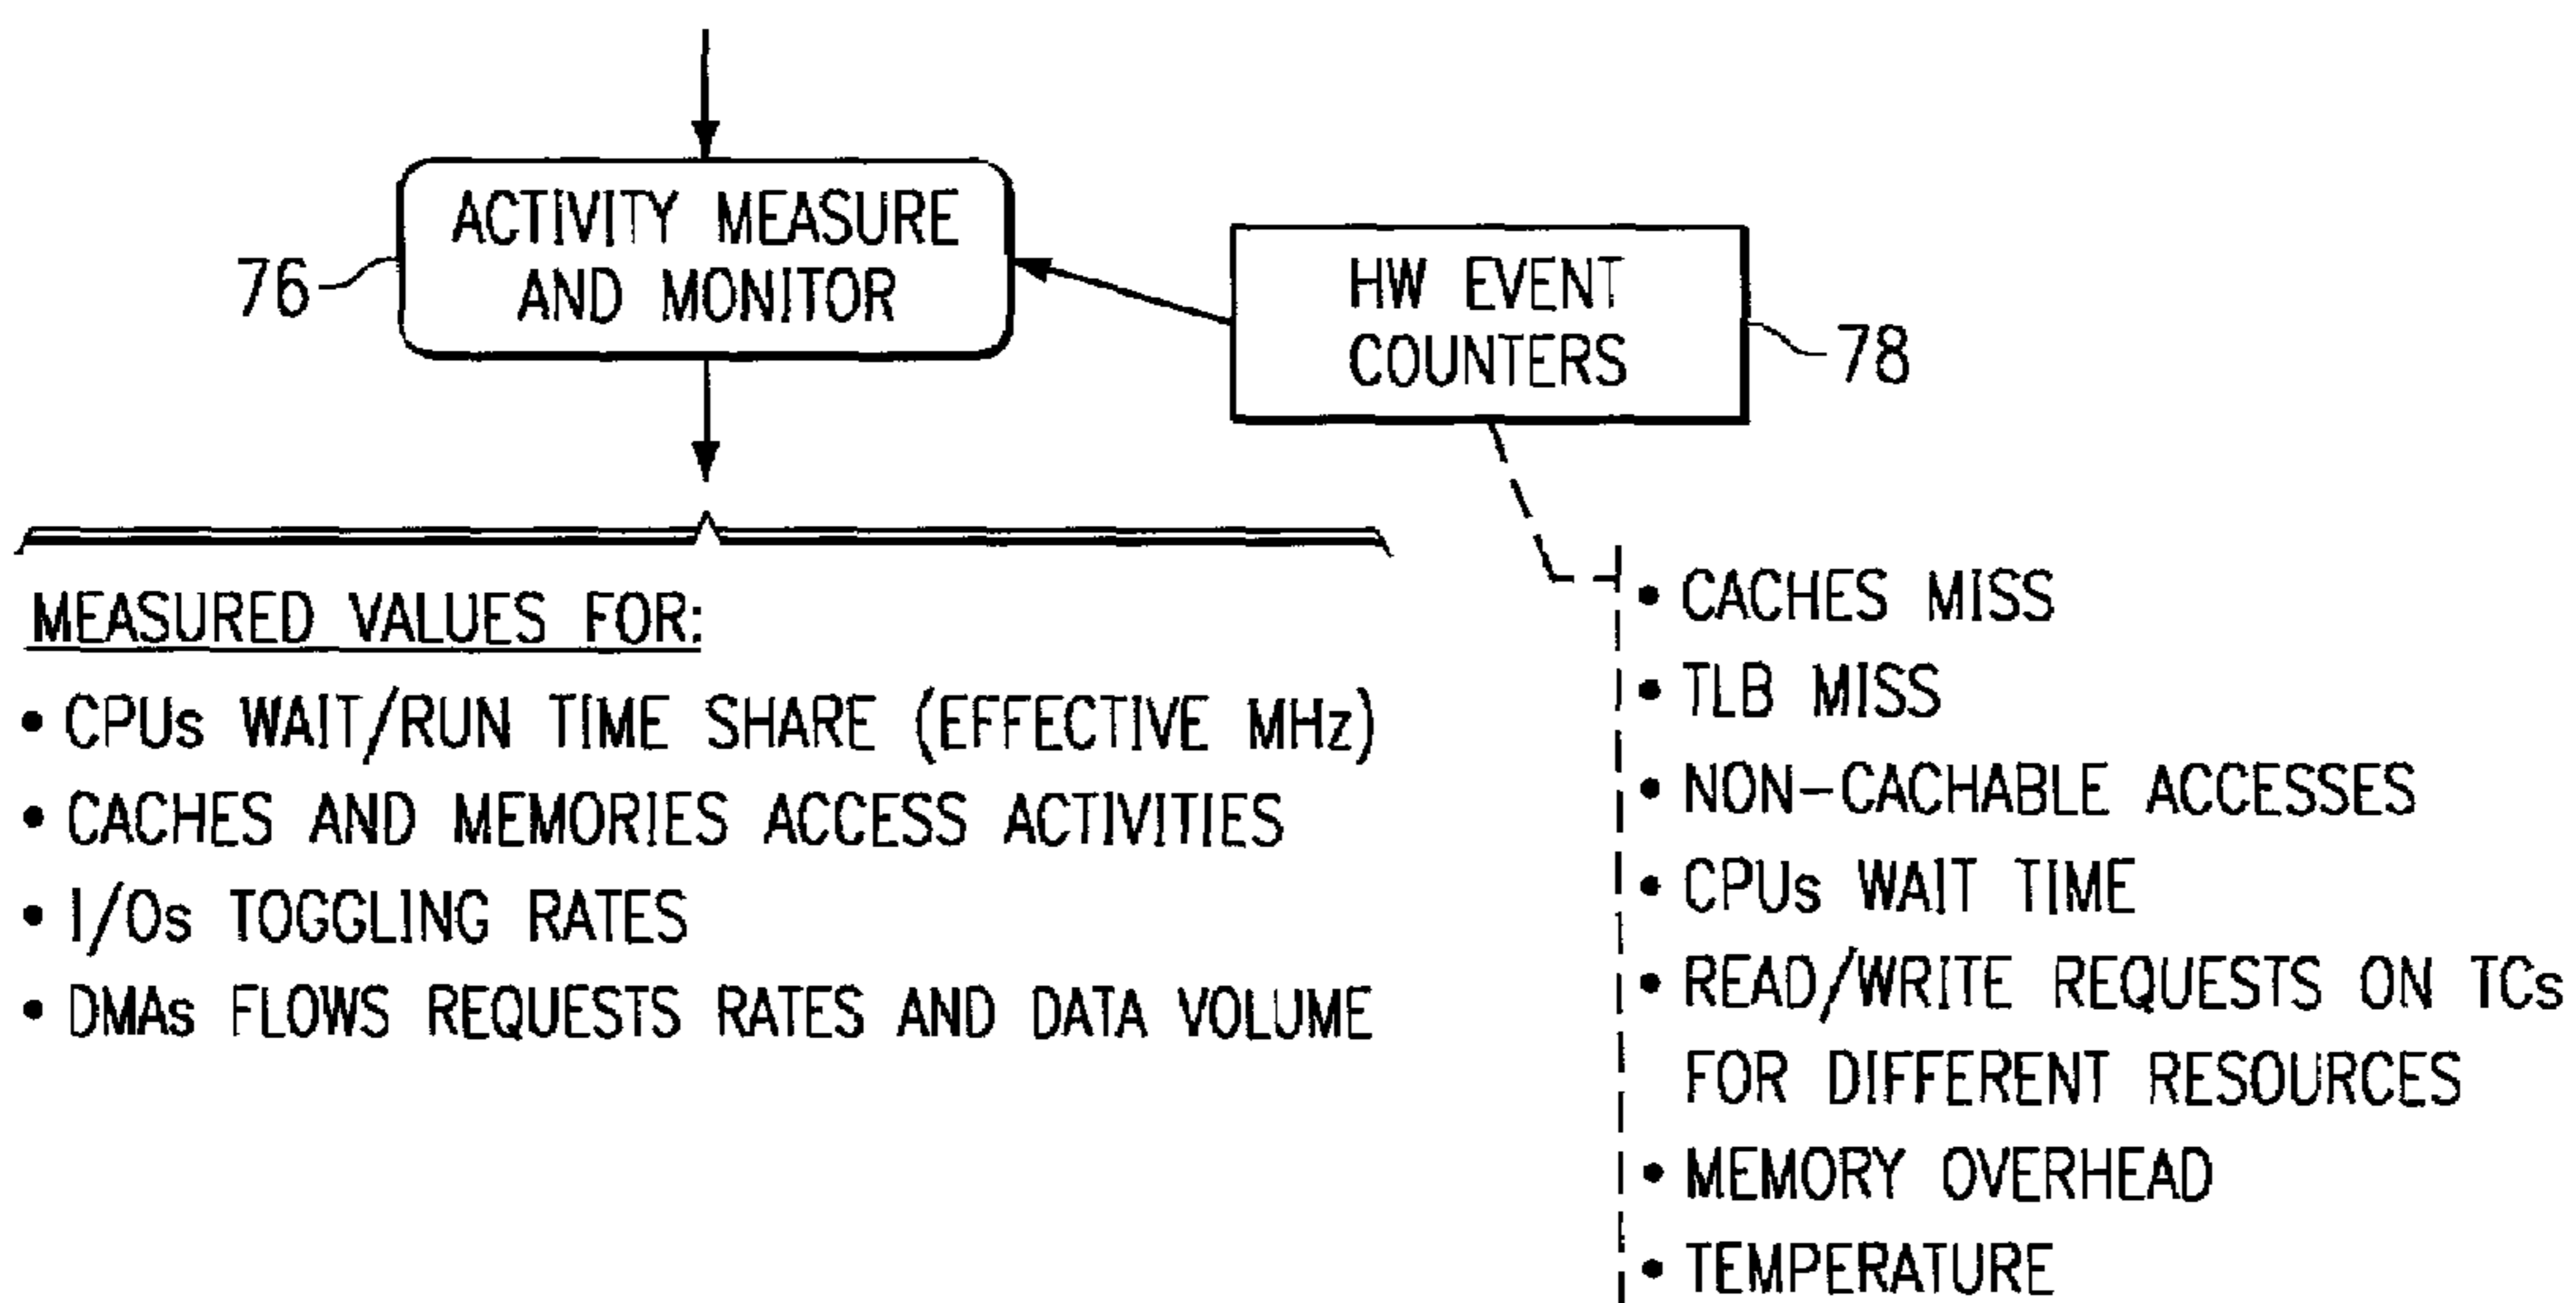 ACTIVITY MEASURE
AND MONITOR
76
HW EVENT
COUNTERS
78
MEASURED VALUES FOR:
• CPUs WAIT/RUN TIME SHARE (EFFECTIVE MHz)
• CACHES AND MEMORIES ACCESS ACTIVITIES
• I/Os TOGGLING RATES
• DMAs FLOWS REQUESTS RATES AND DATA VOLUME
• CACHES MISS
• TLB MISS
• NON-CACHABLE ACCESSES
• CPUs WAIT TIME
• READ/WRITE REQUESTS ON TCs
FOR DIFFERENT RESOURCES
• MEMORY OVERHEAD
• TEMPERATURE